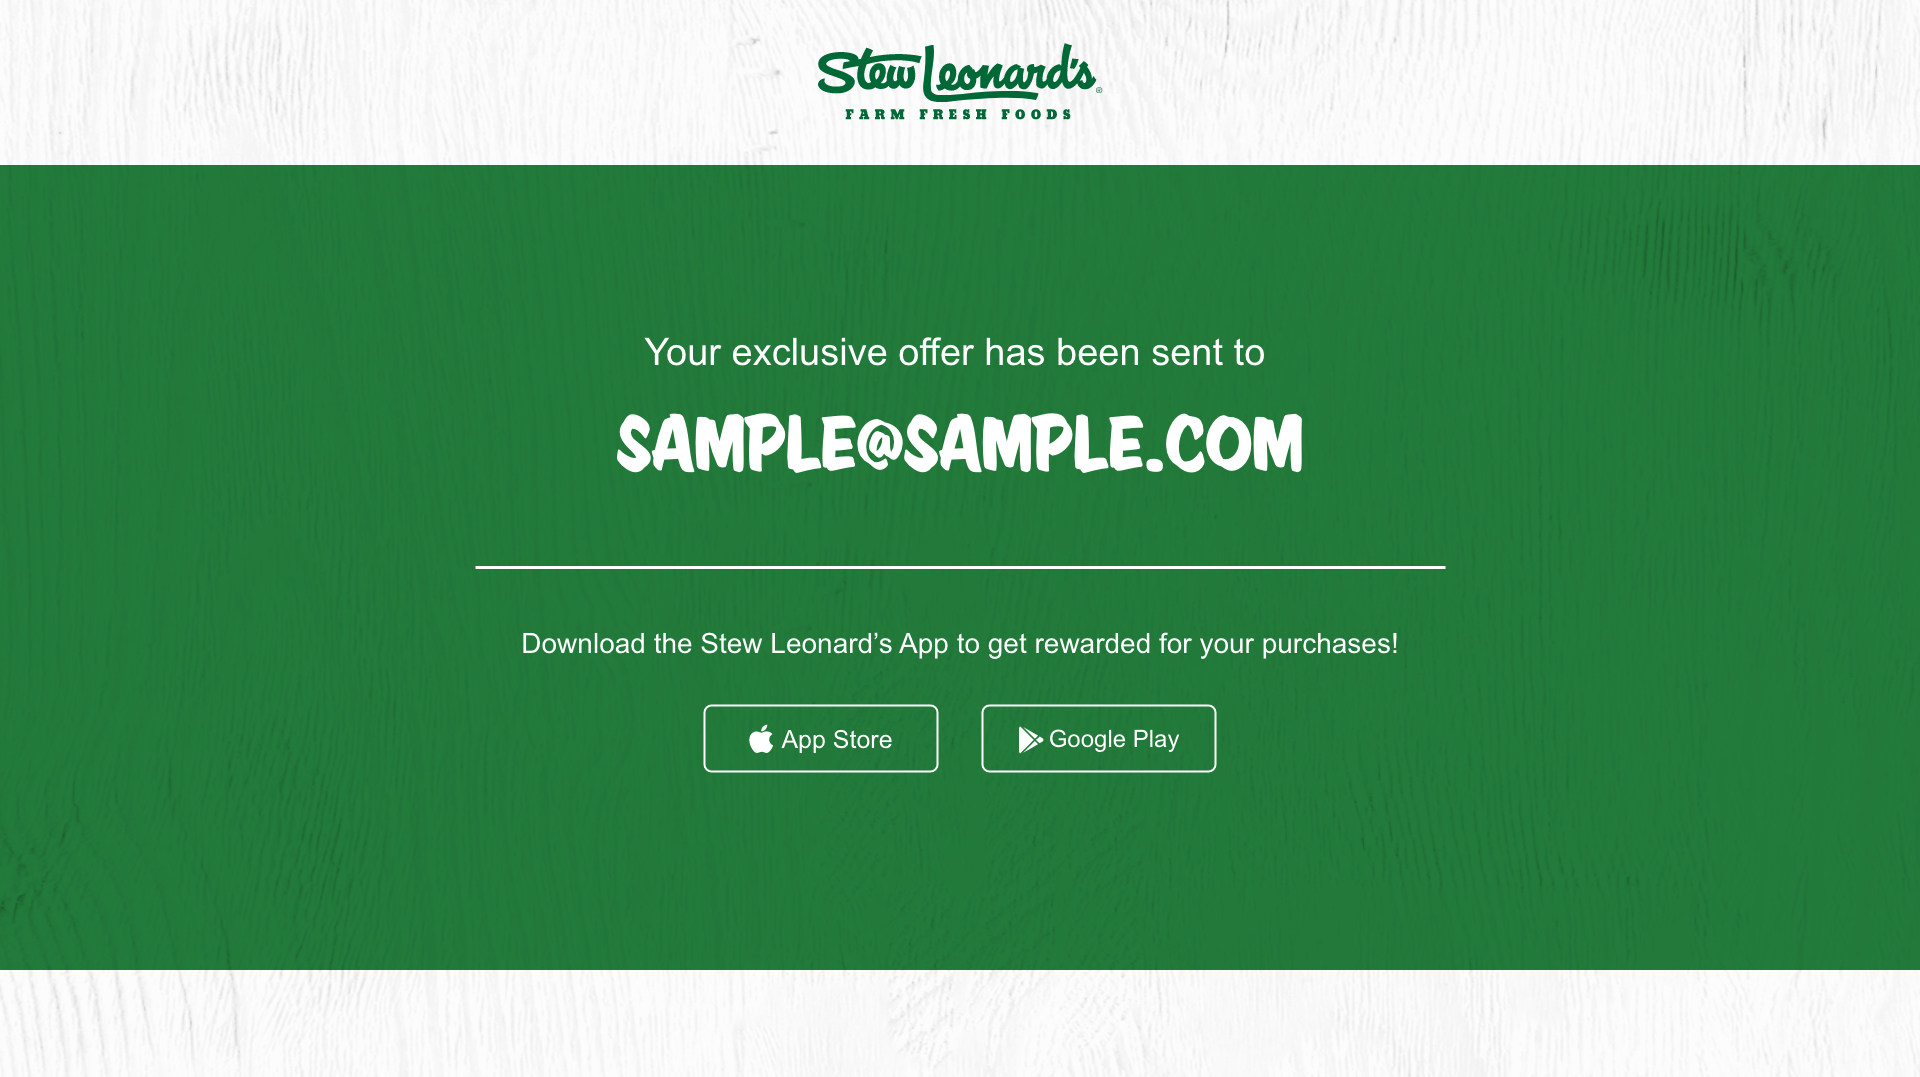 Stew Leonard's®
FARM FRESH FOODS
Your exclusive offer has been sent to
SAMPLE@SAMPLE.COM
Download the Stew Leonard’s App to get rewarded for your purchases!
App Store
Google Play